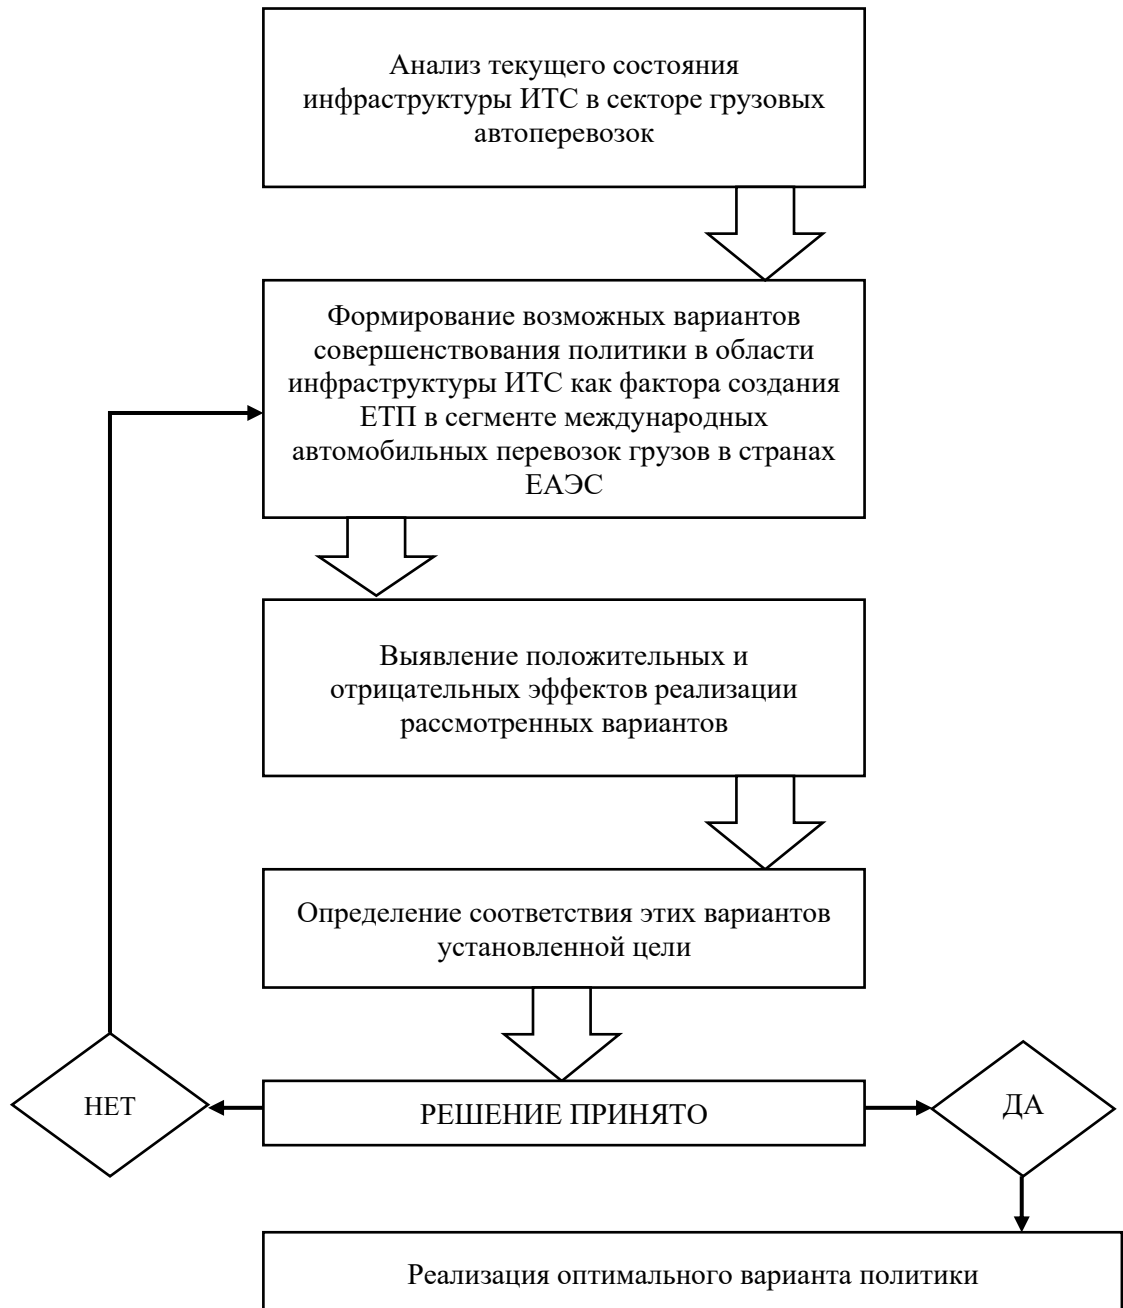 Анализ текущего состояния
инфраструктуры ИТС в секторе грузовых
автоперевозок
Формирование возможных вариантов
совершенствования политики в области
инфраструктуры ИТС как фактора создания
ЕТП в сегменте международных
автомобильных перевозок грузов в странах
ЕАЭС
Выявление положительных и
отрицательных эффектов реализации
рассмотренных вариантов
Определение соответствия этих вариантов
установленной цели
НЕТ
РЕШЕНИЕ ПРИНЯТО
ДА
Реализация оптимального варианта политики